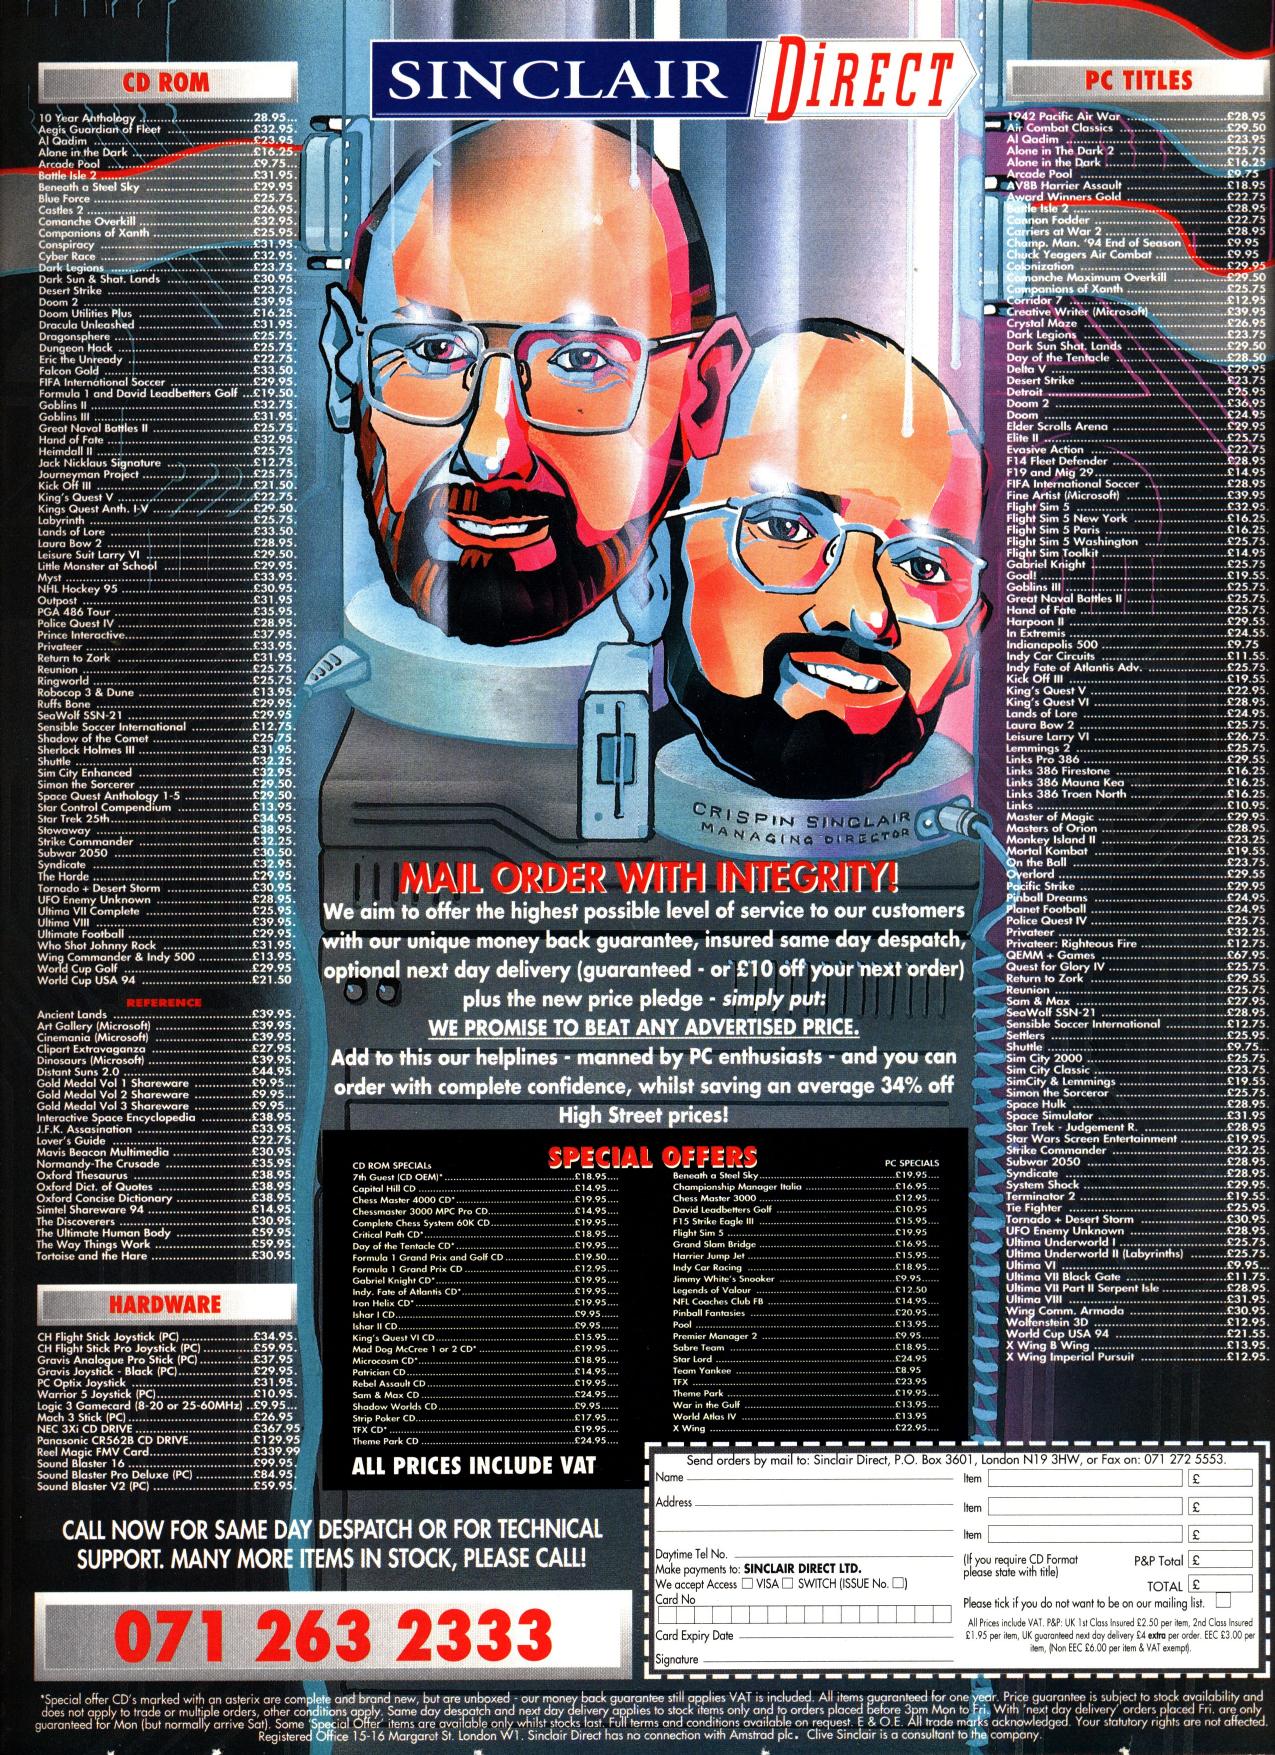 SINCLAIR DIRECT
CD ROM
10 Year Anthology 28.95
Aegis Guardian of Fleet £32.95
Al Qadim £23.95
Alone in the Dark £16.25
Arcade Pool £9.75
Battle Isle 2 £31.95
Beneath a Steel Sky £29.95
Blue Force £25.75
Castles 2 £26.95
Comanche Overkill £32.95
Companions of Xanth £25.95
Conspiracy £31.95
Cyber Race £32.95
Dark Legions £23.75
Dark Sun & Shat. Lands £30.95
Desert Strike £23.75
Doom 2 £39.95
Doom Utilities Plus £16.25
Dracula Unleashed £31.95
Dragonsphere £25.75
Dungeon Hack £25.75
Eric the Unready £22.75
Falcon Gold £33.50
FIFA International Soccer £29.95
Formula 1 and David Leadbetters Golf £19.50
Goblins II £32.75
Goblins III £31.95
Great Naval Battles II £25.75
Hand of Fate £32.95
Heimdall II £25.75
Jack Nicklaus Signature £12.75
Journeyman Project £25.75
Kick Off III £21.50
King's Quest V £22.75
Kings Quest Anth. I-V £29.50
Labyrinth £25.75
Lands of Lore £33.50
Laura Bow 2 £28.95
Leisure Suit Larry VI £29.50
Little Monster at School £29.95
Myst £33.95
NHL Hockey 95 £30.95
Outpost £31.95
PGA 486 Tour £35.95
Police Quest IV £28.95
Prince Interactive £37.95
Privateer £33.95
Return to Zork £31.95
Reunion £25.75
Ringworld £25.75
Robocop 3 & Dune £13.95
Ruffs Bone £29.95
SeaWolf SSN-21 £29.95
Sensible Soccer International £12.75
Shadow of the Comet £25.75
Sherlock Holmes III £31.95
Shuttle £32.25
Sim City Enhanced £32.95
Simon the Sorcerer £29.50
Space Quest Anthology 1-5 £29.50
Star Control Compendium £13.95
Star Trek 25th £34.95
Stowaway £38.95
Strike Commander £32.25
Subwar 2050 £30.50
Syndicate £32.95
The Horde £29.95
Tornado + Desert Storm £30.95
UFO Enemy Unknown £28.95
Ultima VII Complete £25.95
Ultima VIII £39.95
Ultimate Football £29.95
Who Shot Johnny Rock £31.95
Wing Commander & Indy 500 £13.95
World Cup Golf £29.95
World Cup USA 94 £21.50
REFERENCE
Ancient Lands £39.95
Art Gallery (Microsoft) £39.95
Cinemania (Microsoft) £39.95
Clipart Extravaganza £27.95
Dinosaurs (Microsoft) £39.95
Distant Suns 2.0 £44.95
Gold Medal Vol 1 Shareware £9.95
Gold Medal Vol 2 Shareware £9.95
Gold Medal Vol 3 Shareware £9.95
Interactive Space Encyclopedia £38.95
J.F.K. Assasination £33.95
Lover's Guide £22.75
Mavis Beacon Multimedia £30.95
Normandy-The Crusade £35.95
Oxford Thesaurus £38.95
Oxford Dict. of Quotes £38.95
Oxford Concise Dictionary £38.95
Simtel Shareware 94 £14.95
The Discoverers £30.95
The Ultimate Human Body £59.95
The Way Things Work £59.95
Tortoise and the Hare £30.95
HARDWARE
CH Flight Stick Joystick (PC) £34.95
CH Flight Stick Pro Joystick (PC) £59.95
Gravis Analogue Pro Stick (PC) £37.95
Gravis Joystick - Black (PC) £29.95
PC Optix Joystick £31.95
Warrior 5 Joystick (PC) £10.95
Logic 3 Gamecard (8-20 or 25-60MHz) £9.95
Mach 3 Stick (PC) £26.95
NEC 3Xi CD DRIVE £367.95
Panasonic CR562B CD DRIVE £129.95
Reel Magic FMV Card £339.99
Sound Blaster 16 £99.95
Sound Blaster Pro Deluxe (PC) £84.95
Sound Blaster V2 (PC) £59.95
CALL NOW FOR SAME DAY DESPATCH OR FOR TECHNICAL
SUPPORT. MANY MORE ITEMS IN STOCK, PLEASE CALL!
071 263 2333
CRISPIN SINCLAIR
MANAGING DIRECTOR
MAIL ORDER WITH INTEGRITY!
We aim to offer the highest possible level of service to our customers
with our unique money back guarantee, insured same day despatch,
optional next day delivery (guaranteed - or £10 off your next order)
plus the new price pledge - simply put:
WE PROMISE TO BEAT ANY ADVERTISED PRICE.
Add to this our helplines - manned by PC enthusiasts - and you can
order with complete confidence, whilst saving an average 34% off
High Street prices!
SPECIAL OFFERS
CD ROM SPECIALs
7th Guest (CD OEM)* £18.95
Capital Hill CD £14.95
Chess Master 4000 CD* £19.95
Chessmaster 3000 MPC Pro CD £14.95
Complete Chess System 60K CD £19.95
Critical Path CD* £18.95
Day of the Tentacle CD* £19.95
Formula 1 Grand Prix and Golf CD £19.50
Formula 1 Grand Prix CD £12.95
Gabriel Knight CD* £19.95
Indy. Fate of Atlantis CD* £19.95
Iron Helix CD* £19.95
Ishar I CD £9.95
Ishar II CD £9.95
King's Quest VI CD £15.95
Mad Dog McCree 1 or 2 CD* £19.95
Microcosm CD* £18.95
Patrician CD £14.95
Rebel Assault CD £19.95
Sam & Max CD £24.95
Shadow Worlds CD £9.95
Strip Poker CD £17.95
TFX CD* £19.95
Theme Park CD £24.95
PC SPECIALS
Beneath a Steel Sky £19.95
Championship Manager Italia £16.95
Chess Master 3000 £12.95
David Leadbetters Golf £10.95
F15 Strike Eagle III £15.95
Flight Sim 5 £19.95
Grand Slam Bridge £16.95
Harrier Jump Jet £15.95
Indy Car Racing £18.95
Jimmy White's Snooker £9.95
Legends of Valour £12.50
NFL Coaches Club FB £14.95
Pinball Fantasies £20.95
Pool £13.95
Premier Manager 2 £9.95
Sabre Team £18.95
Star Lord £24.95
Team Yankee £8.95
TFX £23.95
Theme Park £19.95
War in the Gulf £13.95
World Atlas IV £13.95
X Wing £22.95
ALL PRICES INCLUDE VAT
PC TITLES
1942 Pacific Air War £28.95
Air Combat Classics £29.50
Al Qadim £23.95
Alone in The Dark 2 £25.75
Alone in the Dark £16.25
Arcade Pool £9.75
AV8B Harrier Assault £18.95
Award Winners Gold £22.75
Battle Isle 2 £28.95
Cannon Fodder £22.75
Carriers at War 2 £28.95
Champ. Man. '94 End of Season £9.95
Chuck Yeagers Air Combat £9.95
Colonization £29.95
Comanche Maximum Overkill £29.50
Companions of Xanth £25.75
Corridor 7 £12.95
Creative Writer (Microsoft) £39.95
Crystal Maze £26.95
Dark Legions £23.75
Dark Sun Shat. Lands £29.50
Day of the Tentacle £28.50
Delta V £29.95
Desert Strike £23.75
Detroit £25.95
Doom 2 £36.95
Doom £24.95
Elder Scrolls Arena £29.95
Elite II £25.75
Evasive Action £22.75
F14 Fleet Defender £28.95
F19 and Mig 29 £14.95
FIFA International Soccer £28.95
Fine Artist (Microsoft) £39.95
Flight Sim 5 £32.95
Flight Sim 5 New York £16.25
Flight Sim 5 Paris £16.25
Flight Sim 5 Washington £25.75
Flight Sim Toolkit £14.95
Gabriel Knight £25.75
Goal! £19.55
Goblins III £25.75
Great Naval Battles II £25.75
Hand of Fate £25.75
Harpoon II £29.55
In Extremis £24.55
Indianapolis 500 £9.75
Indy Car Circuits £11.55
Indy Fate of Atlantis Adv. £25.75
Kick Off III £19.55
King's Quest V £22.95
King's Quest VI £28.95
Lands of Lore £24.95
Laura Bow 2 £25.75
Leisure Larry VI £26.75
Lemmings 2 £25.75
Links Pro 386 £29.55
Links 386 Firestone £16.25
Links 386 Mauna Kea £16.25
Links 386 Troen North £16.25
Links £10.95
Master of Magic £29.95
Masters of Orion £28.95
Monkey Island II £23.25
Mortal Kombat £19.55
On the Ball £23.75
Overlord £29.55
Pacific Strike £29.95
Pinball Dreams £24.95
Planet Football £24.95
Police Quest IV £25.75
Privateer £32.25
Privateer: Righteous Fire £12.75
QEMM + Games £67.95
Quest for Glory IV £25.75
Return to Zork £29.55
Reunion £25.75
Sam & Max £27.95
SeaWolf SSN-21 £28.95
Sensible Soccer International £12.75
Settlers £25.95
Shuttle £9.75
Sim City 2000 £25.75
Sim City Classic £23.75
SimCity & Lemmings £19.55
Simon the Sorceror £25.75
Space Hulk £28.95
Space Simulator £31.95
Star Trek - Judgement R. £28.95
Star Wars Screen Entertainment £19.95
Strike Commander £32.25
Subwar 2050 £28.95
Syndicate £28.95
System Shock £29.95
Terminator 2 £19.55
Tie Fighter £25.75
Tornado + Desert Storm £30.95
UFO Enemy Unknown £28.95
Ultima Underworld I £25.75
Ultima Underworld II (Labyrinths) £25.75
Ultima VI £9.95
Ultima VII Black Gate £11.75
Ultima VII Part II Serpent Isle £28.95
Ultima VIII £31.95
Wing Comm. Armada £30.95
Wolfenstein 3D £12.95
World Cup USA 94 £21.55
X Wing B Wing £13.95
X Wing Imperial Pursuit £12.95
Send orders by mail to: Sinclair Direct, P.O. Box 3601, London N19 3HW, or Fax on: 071 272 5553.
Name
Address
Daytime Tel No.
Make payments to: SINCLAIR DIRECT LTD.
We accept Access VISA SWITCH (ISSUE No. )
Card No
Card Expiry Date
Signature
Item £
Item £
Item £
(If you require CD Format
please state with title)
P&P Total £
TOTAL £
Please tick if you do not want to be on our mailing list.
All Prices include VAT. P&P: UK 1st Class Insured £2.50 per item, 2nd Class Insured
£1.95 per item, UK guaranteed next day delivery £4 extra per order. EEC £3.00 per
item, (Non EEC £6.00 per item & VAT exempt).
*Special offer CD's marked with an asterix are complete and brand new, but are unboxed - our money back guarantee still applies VAT is included. All items guaranteed for one year. Price guarantee is subject to stock availability and
does not apply to trade or multiple orders, other conditions apply. Same day despatch and next day delivery applies to stock items only and to orders placed before 3pm Mon to Fri. With 'next day delivery' orders placed Fri. are only
guaranteed for Mon (but normally arrive Sat). Some 'Special Offer' items are available only whilst stocks last. Full terms and conditions available on request. E & O.E. All trade marks acknowledged. Your statutory rights are not affected.
Registered Office 15-16 Margaret St. London W1. Sinclair Direct has no connection with Amstrad plc. Clive Sinclair is a consultant to the company.